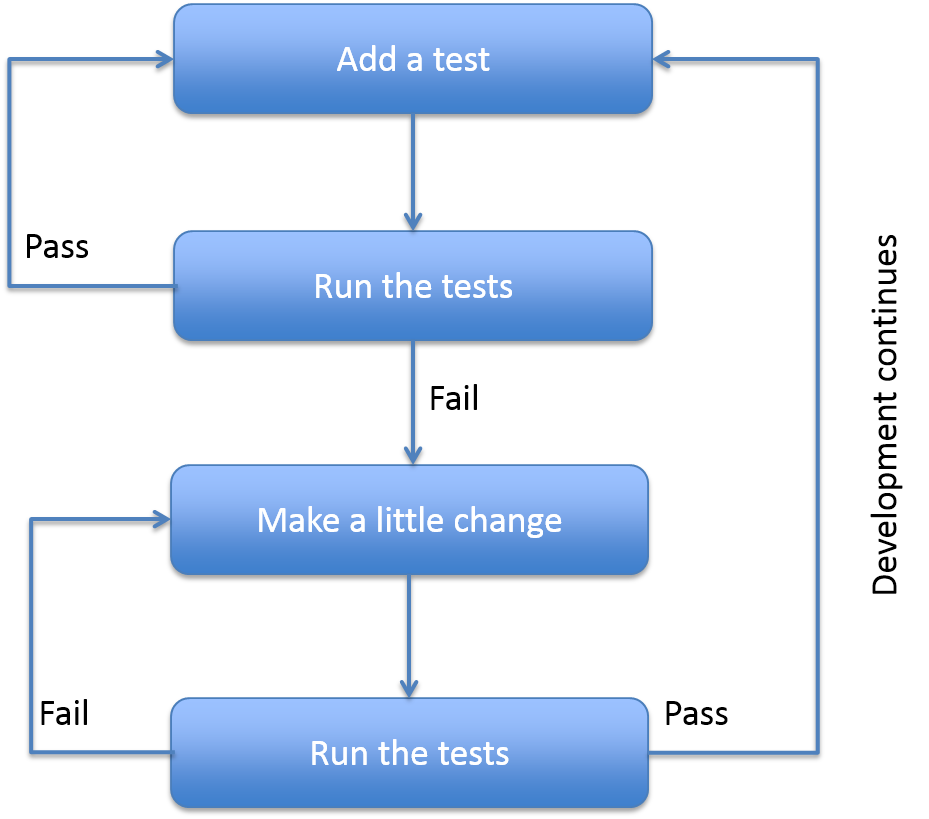 Add a test
Pass
Run the tests
Fail
Make a little change
Fail
Run the tests
Pass
Development continues